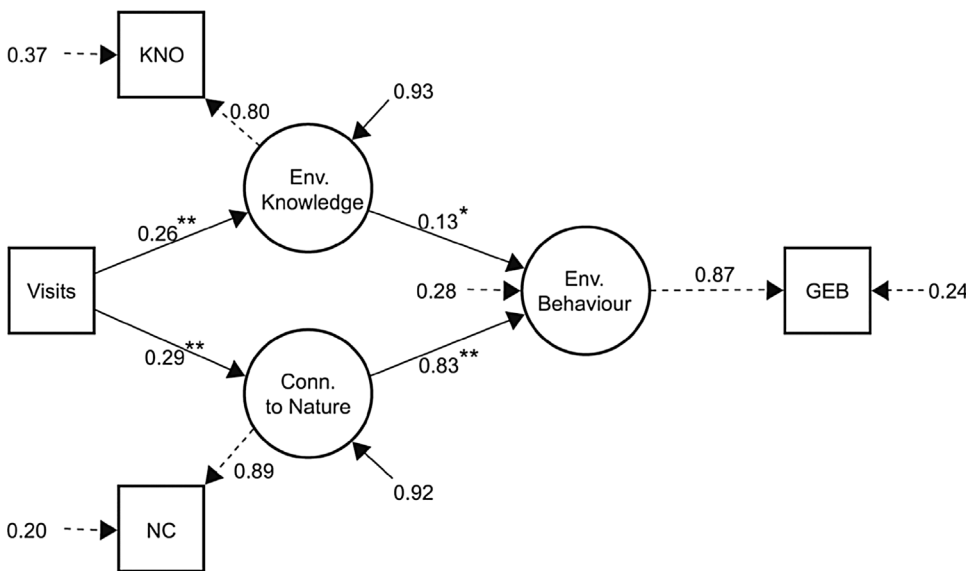 KNO
0.37
0.93
0.80
Env.
Knowledge
0.26**
0.13*
Visits
0.28
Env.
Behaviour
0.87
GEB
0.24
0.29**
0.83**
Conn.
to Nature
0.89
0.92
0.20
NC